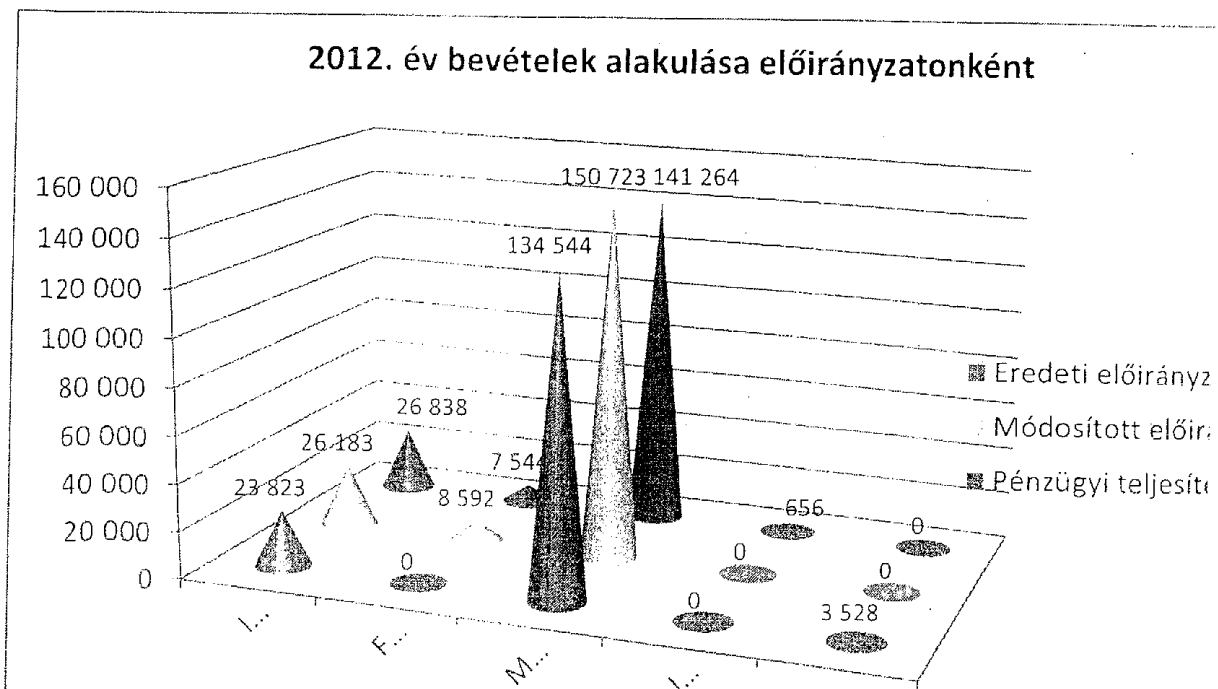 2012. év bevételek alakulása előirányzatonként
160 000
140 000
120 000
100 000
80 000
60 000
40 000
20 000
0
150 723 141 264
134 544
26 838
26 183
23 823
7 544
8 592
0
656
0
0
0
0
3 528
Eredeti előirányz
Módosított előirá
Pénzügyi teljesíté
I...
F...
M...
I...